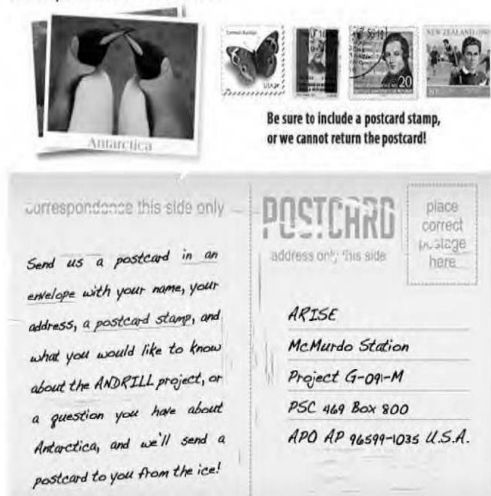 Antarctica
20
NEW ZEALAND
Be sure to include a postcard stamp,
or we cannot return the postcard!
correspondence this side only
Send us a postcard in an
envelope with your name, your
address, a postcard stamp, and
what you would like to know
about the ANDRILL project, or
a question you have about
Antarctica, and we'll send a
postcard to you from the ice!
POSTCARD
address only this side
place
correct
postage
here
ARISE
McMurdo Station
Project G-091-M
PSC 469 Box 800
APO AP 96599-1035 U.S.A.